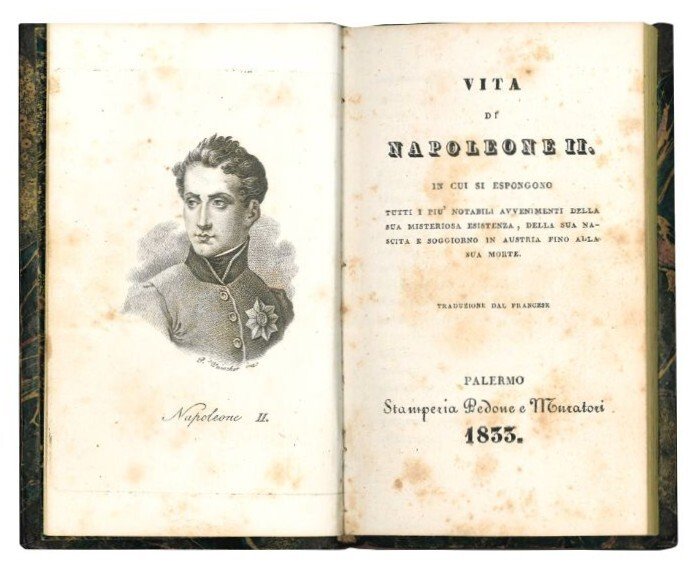 Napoleone II.
VITA
DI
NAPOLEONE II.
IN CUI SI ESPONGONO
TUTTI I PIU' NOTABILI AVVENIMENTI DELLA
SUA MISTERIOSA ESISTENZA, DELLA SUA NA-
SCITA E SOGGIORNO IN AUSTRIA FINO ALLA
SUA MORTE.
TRADUZIONE DAL FRANCESE
PALERMO
Stamperia Pedone e Muratori
1833.